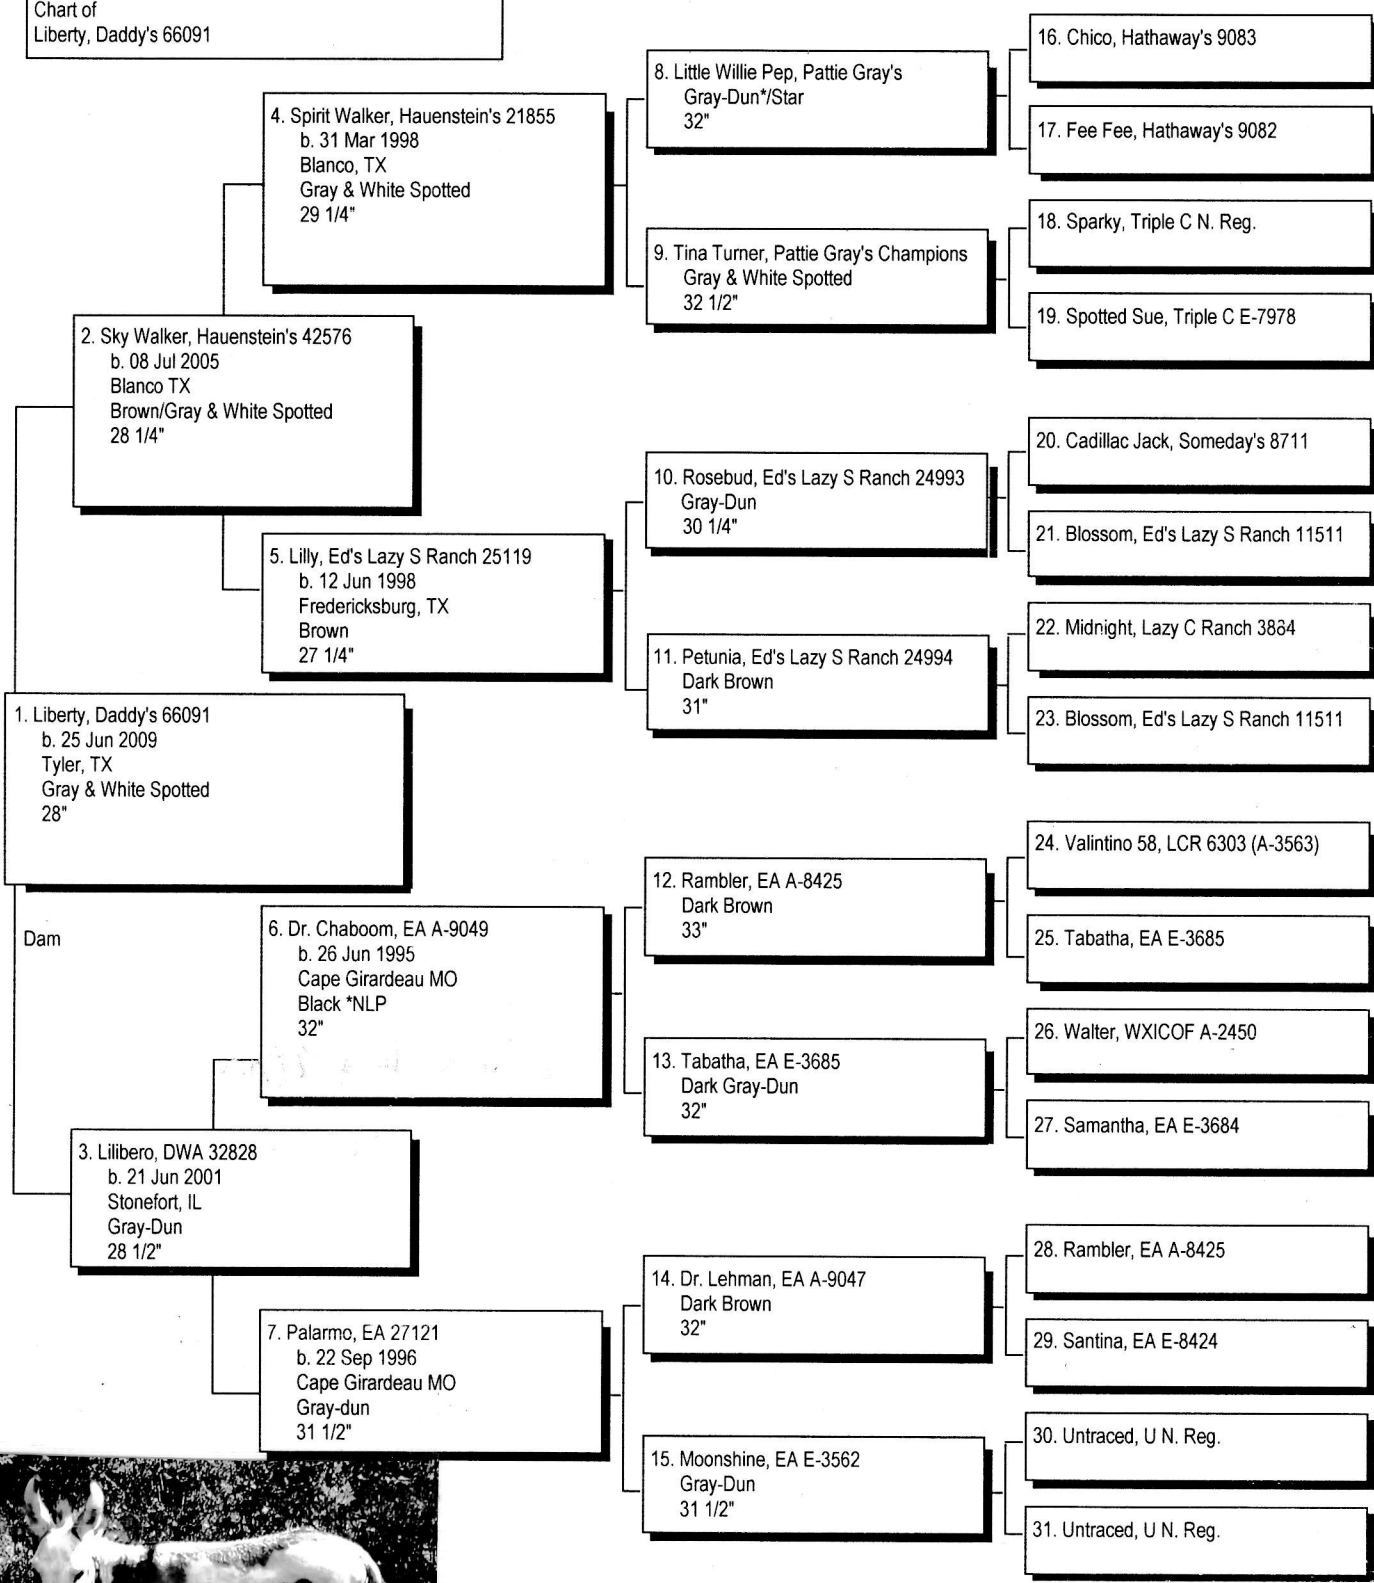 Chart of
Liberty, Daddy's 66091
1. Liberty, Daddy's 66091
b. 25 Jun 2009
Tyler, TX
Gray & White Spotted
28"
Dam
2. Sky Walker, Hauenstein's 42576
b. 08 Jul 2005
Blanco TX
Brown/Gray & White Spotted
28 1/4"
3. Lilibero, DWA 32828
b. 21 Jun 2001
Stonefort, IL
Gray-Dun
28 1/2"
4. Spirit Walker, Hauenstein's 21855
b. 31 Mar 1998
Blanco, TX
Gray & White Spotted
29 1/4"
5. Lilly, Ed's Lazy S Ranch 25119
b. 12 Jun 1998
Fredericksburg, TX
Brown
27 1/4"
6. Dr. Chaboom, EA A-9049
b. 26 Jun 1995
Cape Girardeau MO
Black *NLP
32"
7. Palarmo, EA 27121
b. 22 Sep 1996
Cape Girardeau MO
Gray-dun
31 1/2"
8. Little Willie Pep, Pattie Gray's
Gray-Dun*/Star
32"
9. Tina Turner, Pattie Gray's Champions
Gray & White Spotted
32 1/2"
10. Rosebud, Ed's Lazy S Ranch 24993
Gray-Dun
30 1/4"
11. Petunia, Ed's Lazy S Ranch 24994
Dark Brown
31"
12. Rambler, EA A-8425
Dark Brown
33"
13. Tabatha, EA E-3685
Dark Gray-Dun
32"
14. Dr. Lehman, EA A-9047
Dark Brown
32"
15. Moonshine, EA E-3562
Gray-Dun
31 1/2"
16. Chico, Hathaway's 9083
17. Fee Fee, Hathaway's 9082
18. Sparky, Triple C N. Reg.
19. Spotted Sue, Triple C E-7978
20. Cadillac Jack, Someday's 8711
21. Blossom, Ed's Lazy S Ranch 11511
22. Midnight, Lazy C Ranch 3884
23. Blossom, Ed's Lazy S Ranch 11511
24. Valintino 58, LCR 6303 (A-3563)
25. Tabatha, EA E-3685
26. Walter, WXICOF A-2450
27. Samantha, EA E-3684
28. Rambler, EA A-8425
29. Santina, EA E-8424
30. Untraced, U N. Reg.
31. Untraced, U N. Reg.